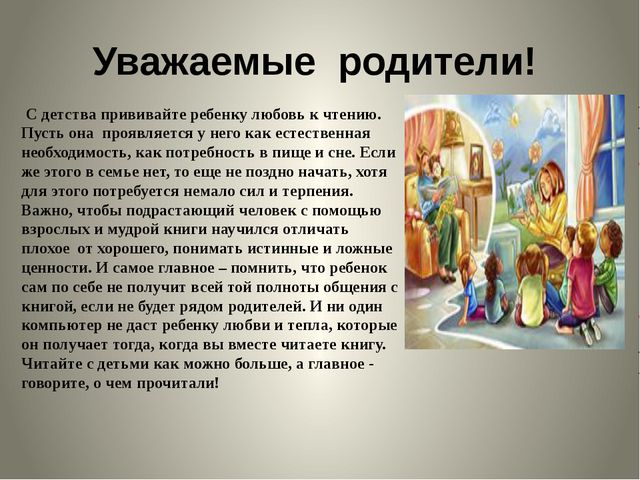 Уважаемые родители!
С детства прививайте ребенку любовь к чтению.
Пусть она проявляется у него как естественная
необходимость, как потребность в пище и сне. Если
же этого в семье нет, то еще не поздно начать, хотя
для этого потребуется немало сил и терпения.
Важно, чтобы подрастающий человек с помощью
взрослых и мудрой книги научился отличать
плохое от хорошего, понимать истинные и ложные
ценности. И самое главное – помнить, что ребенок
сам по себе не получит всей той полноты общения с
книгой, если не будет рядом родителей. И ни один
компьютер не даст ребенку любви и тепла, которые
он получает тогда, когда вы вместе читаете книгу.
Читайте с детьми как можно больше, а главное -
говорите, о чем прочитали!